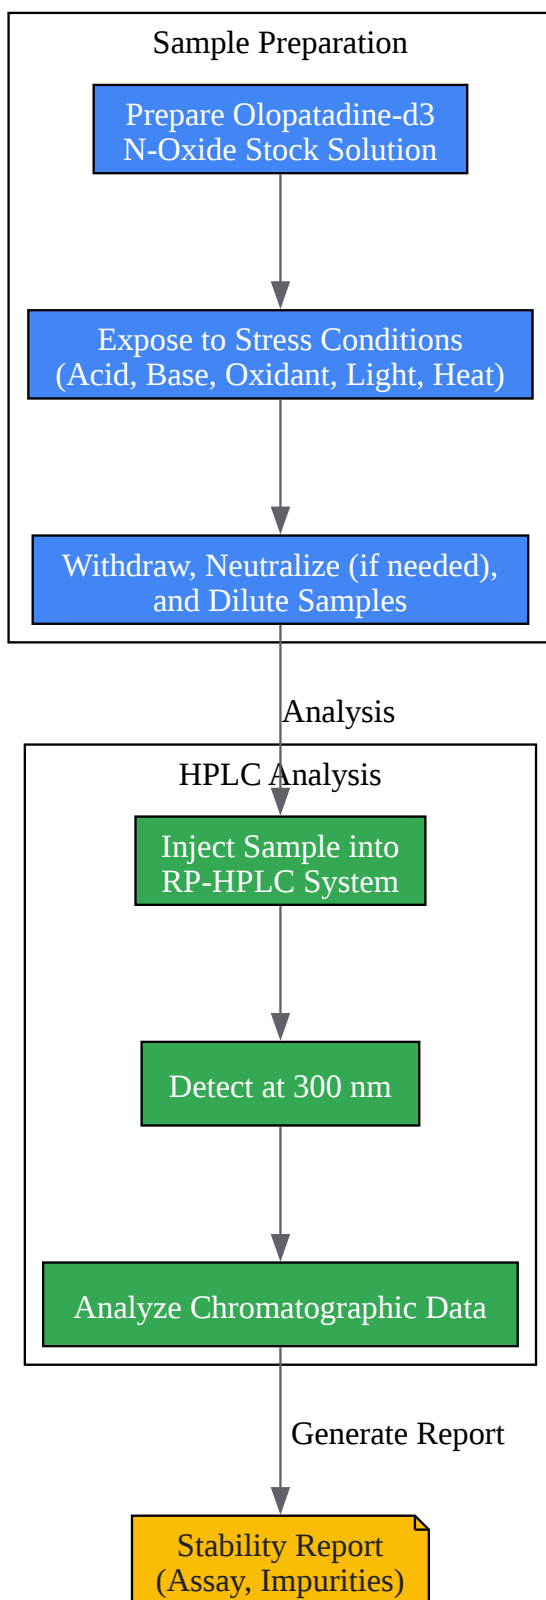 Sample Preparation
Prepare Olopatadine-d3
N-Oxide Stock Solution
Expose to Stress Conditions
(Acid, Base, Oxidant, Light, Heat)
Withdraw, Neutralize (if needed),
and Dilute Samples
Analysis
HPLC Analysis
Inject Sample into
RP-HPLC System
Detect at 300 nm
Analyze Chromatographic Data
Generate Report
Stability Report
(Assay, Impurities)